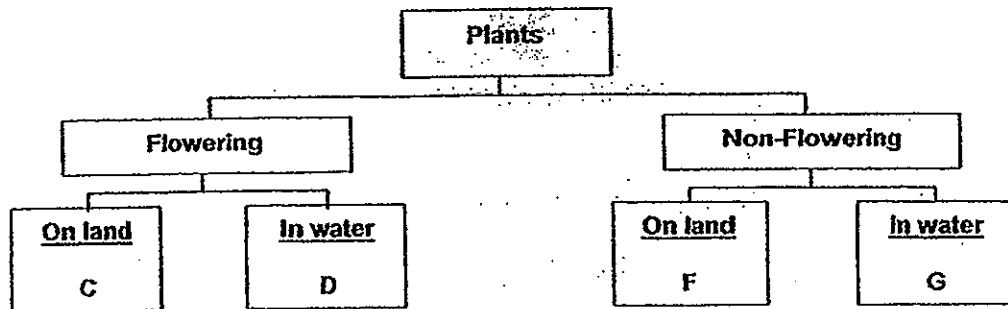 Plants
Flowering
Non-Flowering
On land
C
In water
D
On land
F
In water
G